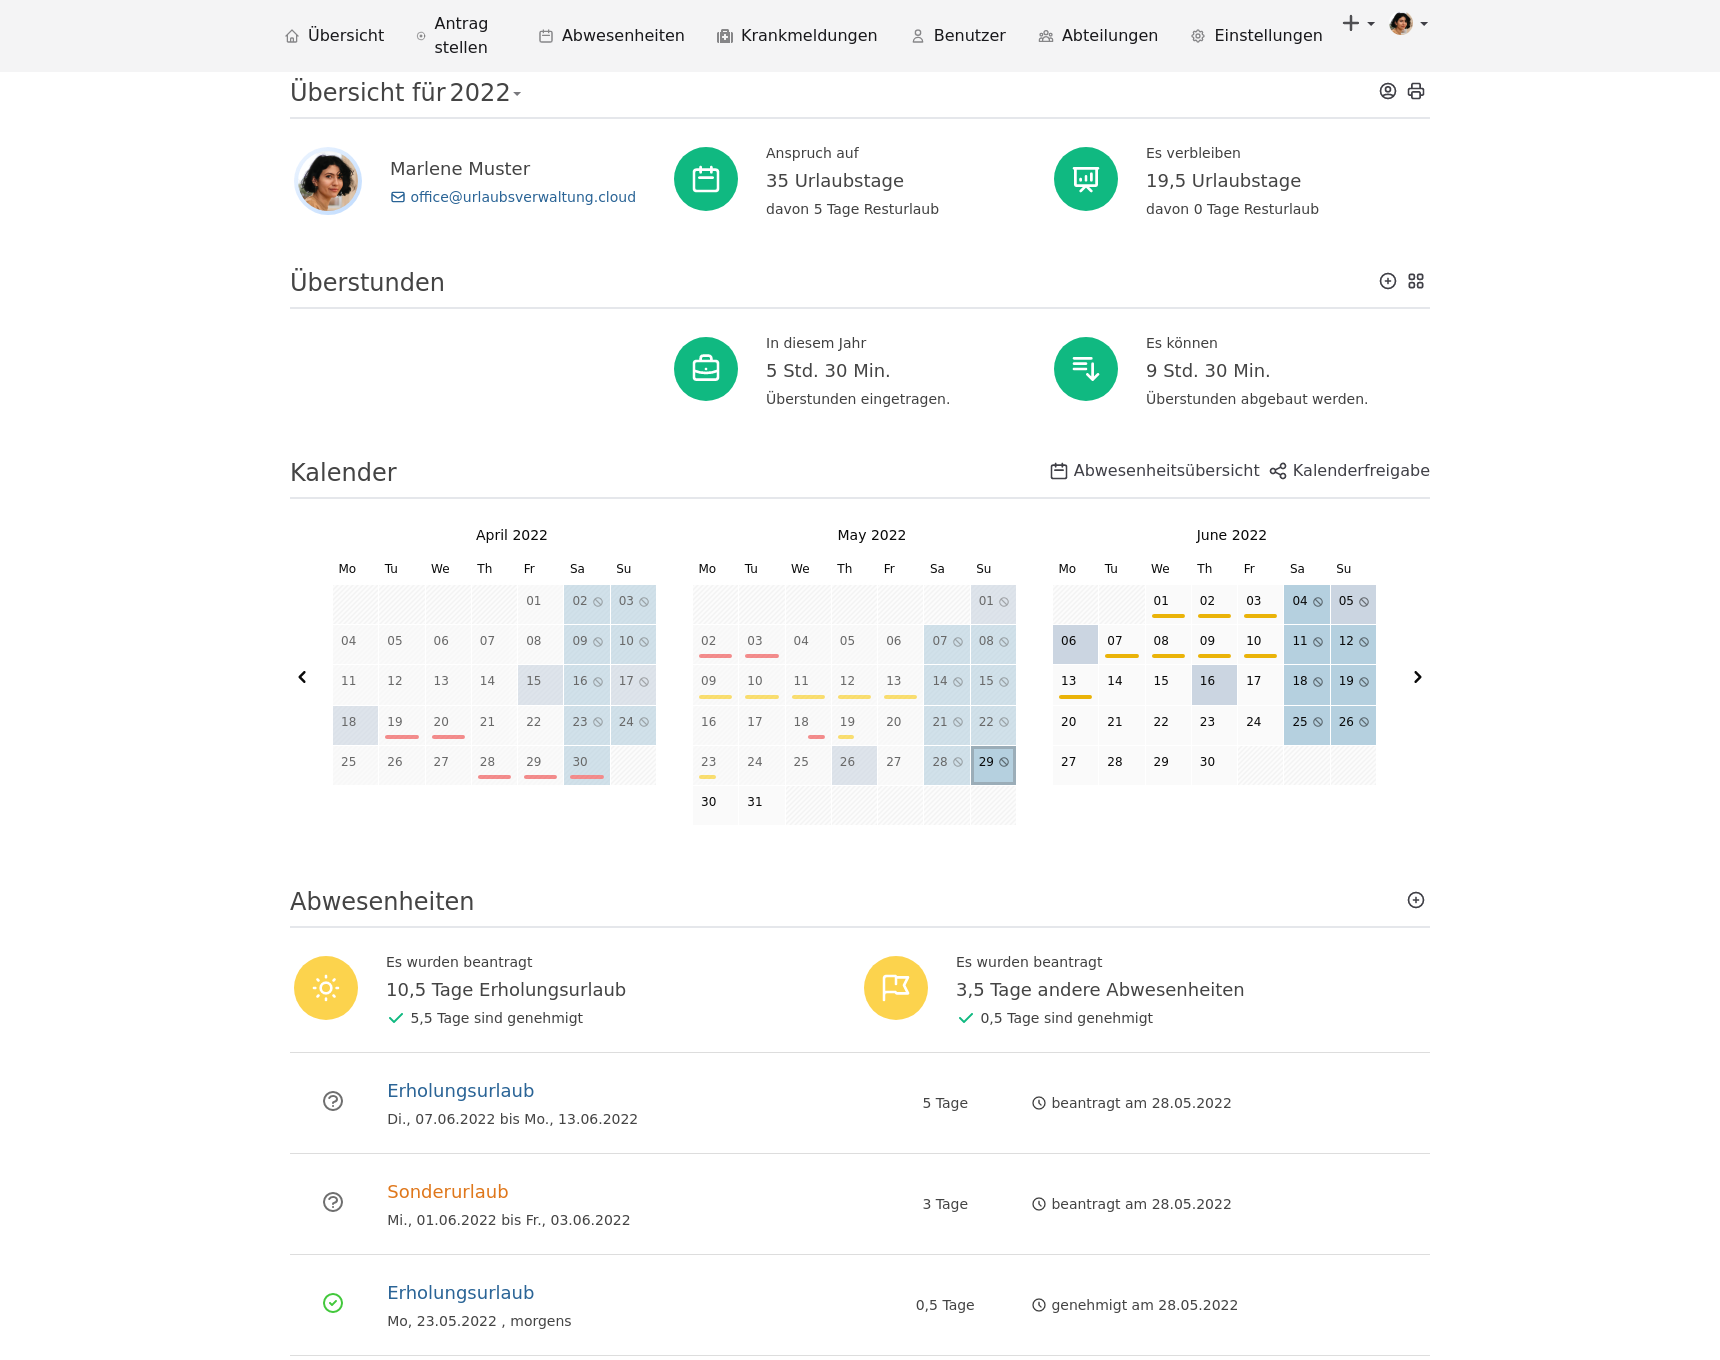 Übersicht
Antrag
stellen
Abwesenheiten
Krankmeldungen
Benutzer
Abteilungen
Einstellungen
Übersicht für 2022
Marlene Muster
office@urlaubsverwaltung.cloud
Anspruch auf
35 Urlaubstage
davon 5 Tage Resturlaub
Es verbleiben
19,5 Urlaubstage
davon 0 Tage Resturlaub
Überstunden
In diesem Jahr
5 Std. 30 Min.
Überstunden eingetragen.
Es können
9 Std. 30 Min.
Überstunden abgebaut werden.
Kalender
Abwesenheitsübersicht
Kalenderfreigabe
April 2022
Mo Tu We Th Fr Sa Su
01 02 03
04 05 06 07 08 09 10
11 12 13 14 15 16 17
18 19 20 21 22 23 24
25 26 27 28 29 30
May 2022
Mo Tu We Th Fr Sa Su
01
02 03 04 05 06 07 08
09 10 11 12 13 14 15
16 17 18 19 20 21 22
23 24 25 26 27 28 29
30 31
June 2022
Mo Tu We Th Fr Sa Su
01 02 03 04 05
06 07 08 09 10 11 12
13 14 15 16 17 18 19
20 21 22 23 24 25 26
27 28 29 30
Abwesenheiten
Es wurden beantragt
10,5 Tage Erholungsurlaub
5,5 Tage sind genehmigt
Es wurden beantragt
3,5 Tage andere Abwesenheiten
0,5 Tage sind genehmigt
Erholungsurlaub
Di., 07.06.2022 bis Mo., 13.06.2022
5 Tage
beantragt am 28.05.2022
Sonderurlaub
Mi., 01.06.2022 bis Fr., 03.06.2022
3 Tage
beantragt am 28.05.2022
Erholungsurlaub
Mo, 23.05.2022 , morgens
0,5 Tage
genehmigt am 28.05.2022